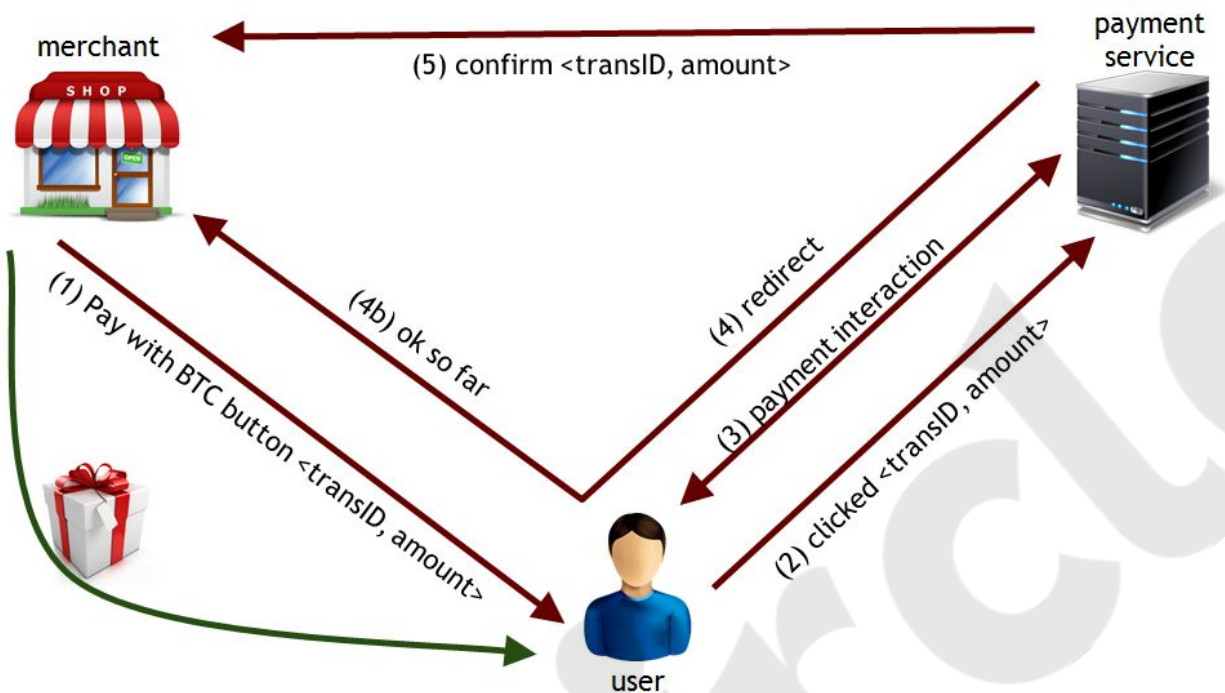 merchant
SHOP
OPEN
payment
service
(5) confirm <transID, amount>
(1) Pay with BTC button <transID, amount>
(4b) ok so far
(4) redirect
(3) payment interaction
(2) clicked <transID, amount>
user